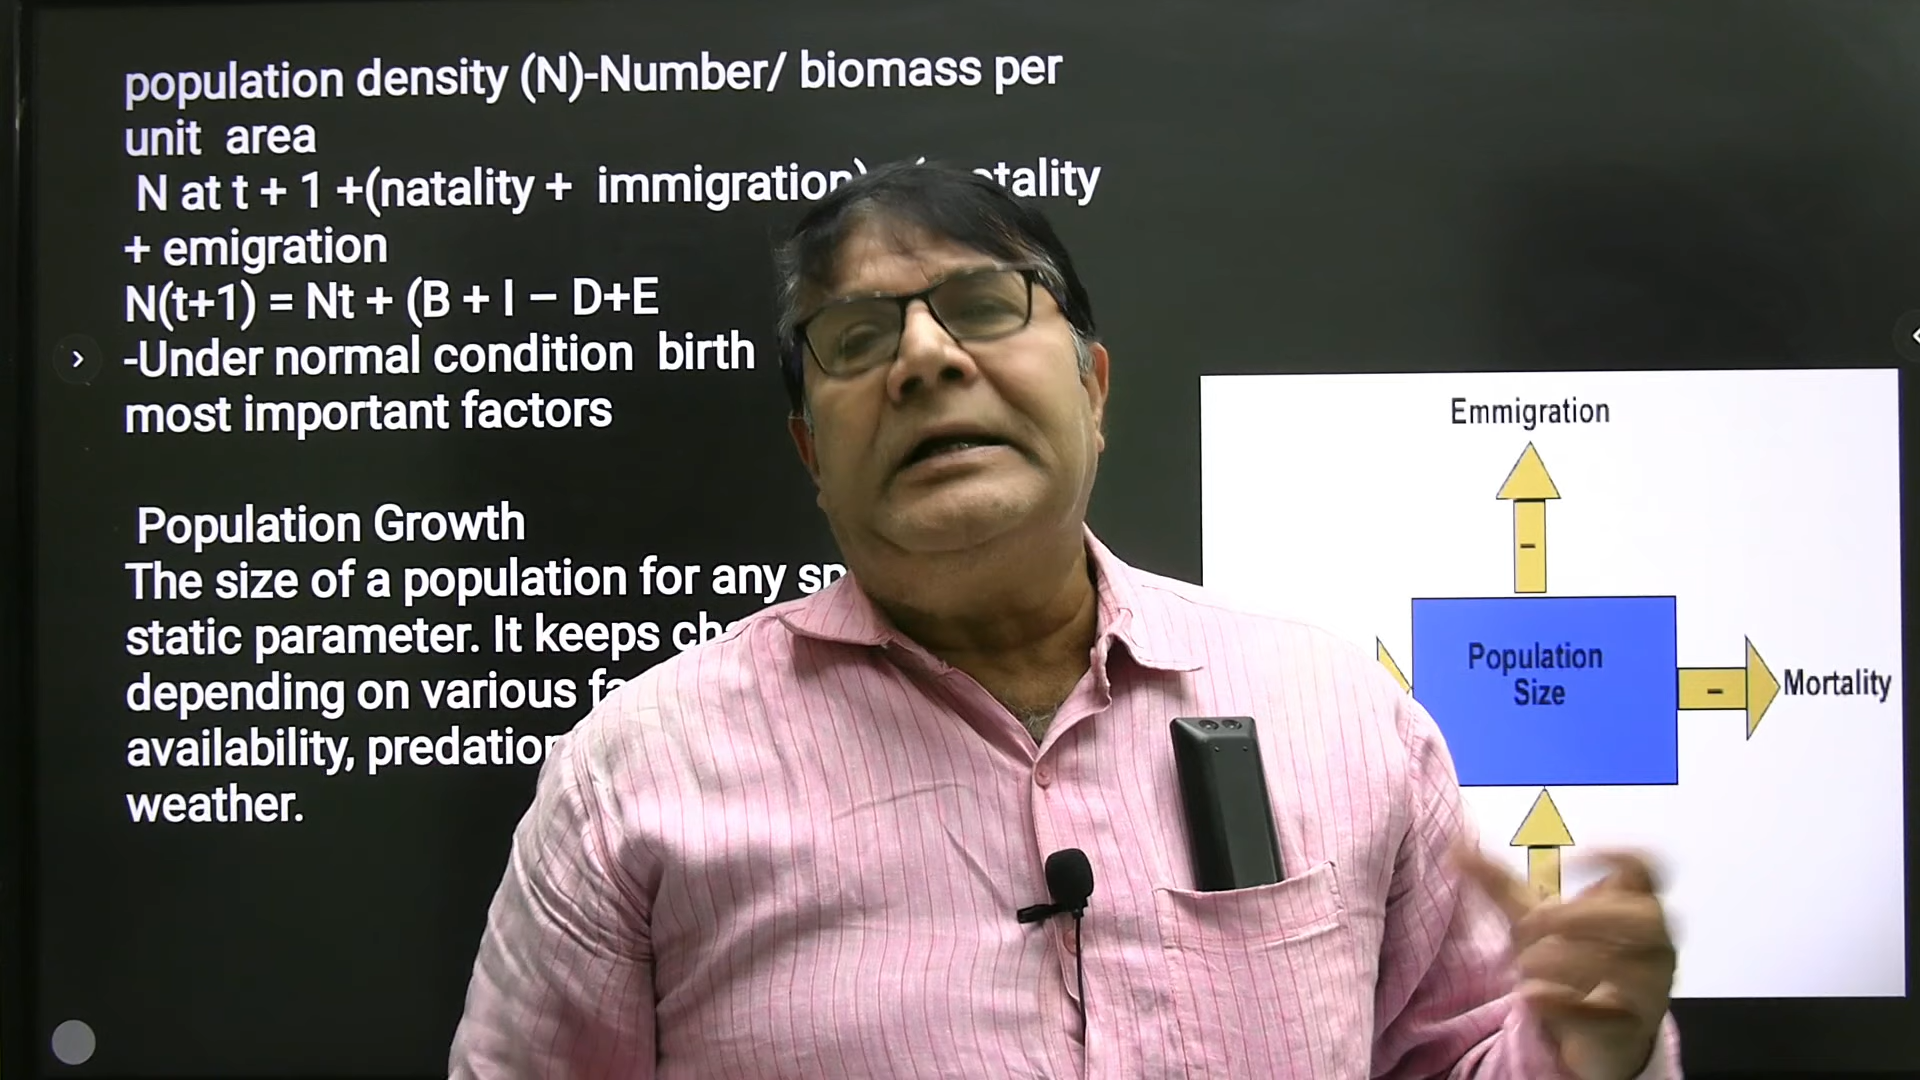 population density (N)-Number/ biomass per
unit area
N at t + 1 +(natality + immigration)
+ emigration
N(t+1) = Nt + (B + I – D+E
-Under normal condition birth
most important factors
Population Growth
The size of a population for any
static parameter. It keeps
depending on various
availability,
weather.
Emmigration
–
Population
Size
–
Mortality